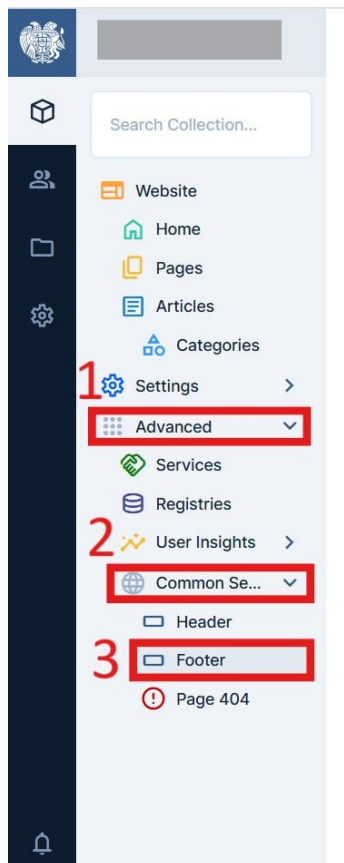 Search Collection...
Website
Home
Pages
Articles
Categories
1 Settings
Advanced
Services
Registries
2 User Insights
Common Se...
Header
3 Footer
Page 404